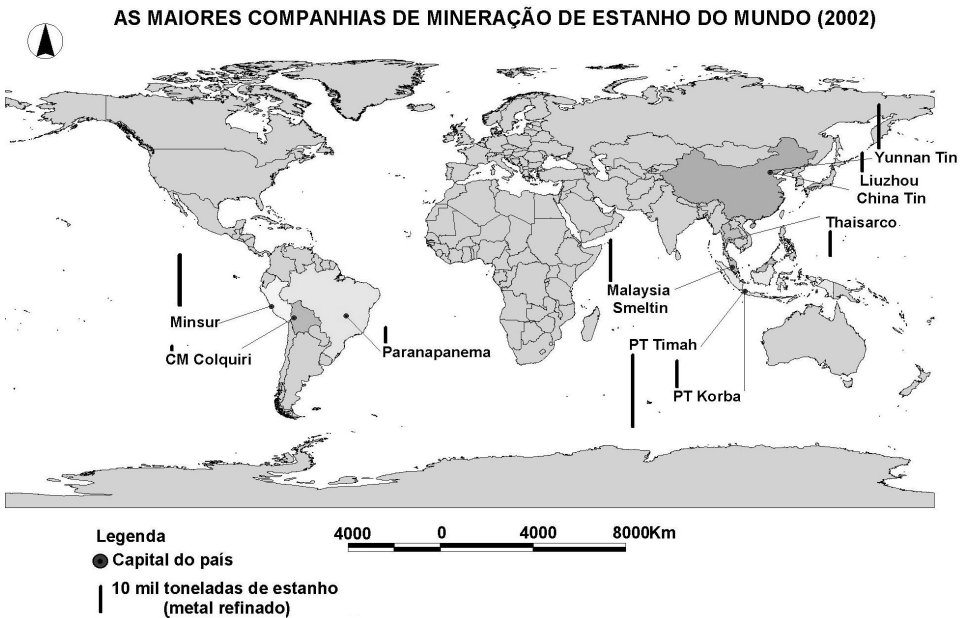 AS MAIORES COMPANHIAS DE MINERAÇÃO DE ESTANHO DO MUNDO (2002)
Yunnan Tin
Liuzhou
China Tin
Thaisarco
Malaysia
Smeltin
Minsur
PT Timah
Paranapanema
CM Colquiri
PT Korba
Legenda
Capital do país
10 mil toneladas de estanho
(metal refinado)
4000 0 4000 8000Km